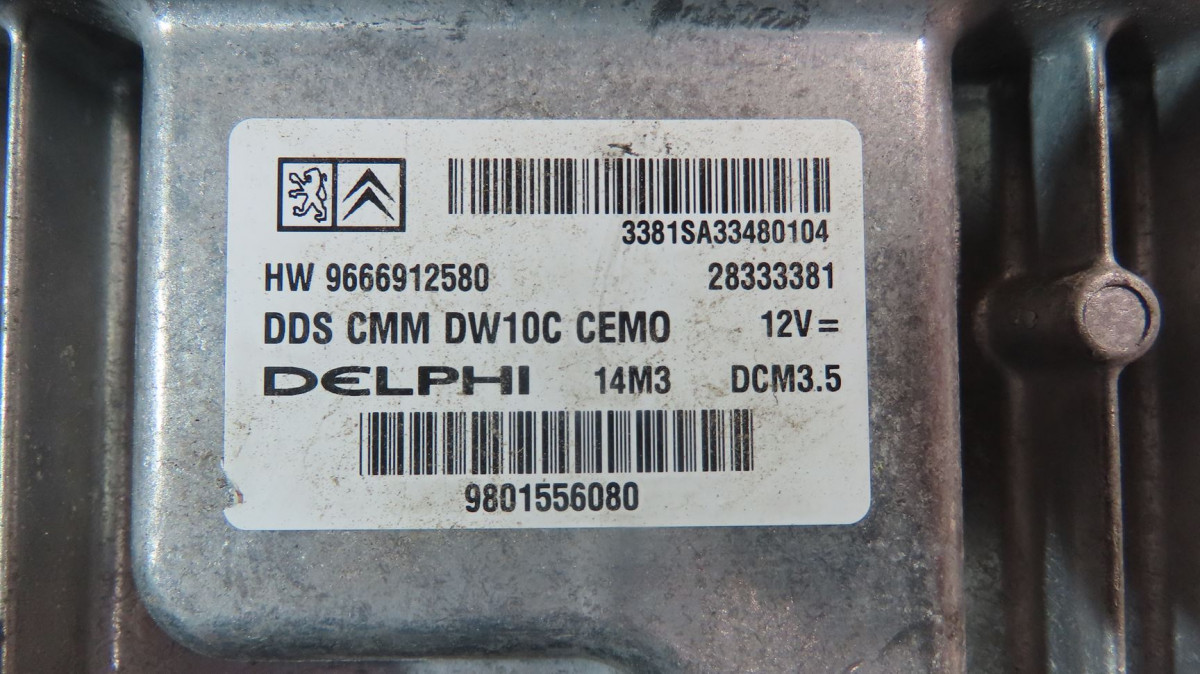 3381SA33480104
HW 9666912580 28333381
DDS CMM DW10C CEMO 12V=
DELPHI 14M3 DCM3.5
9801556080